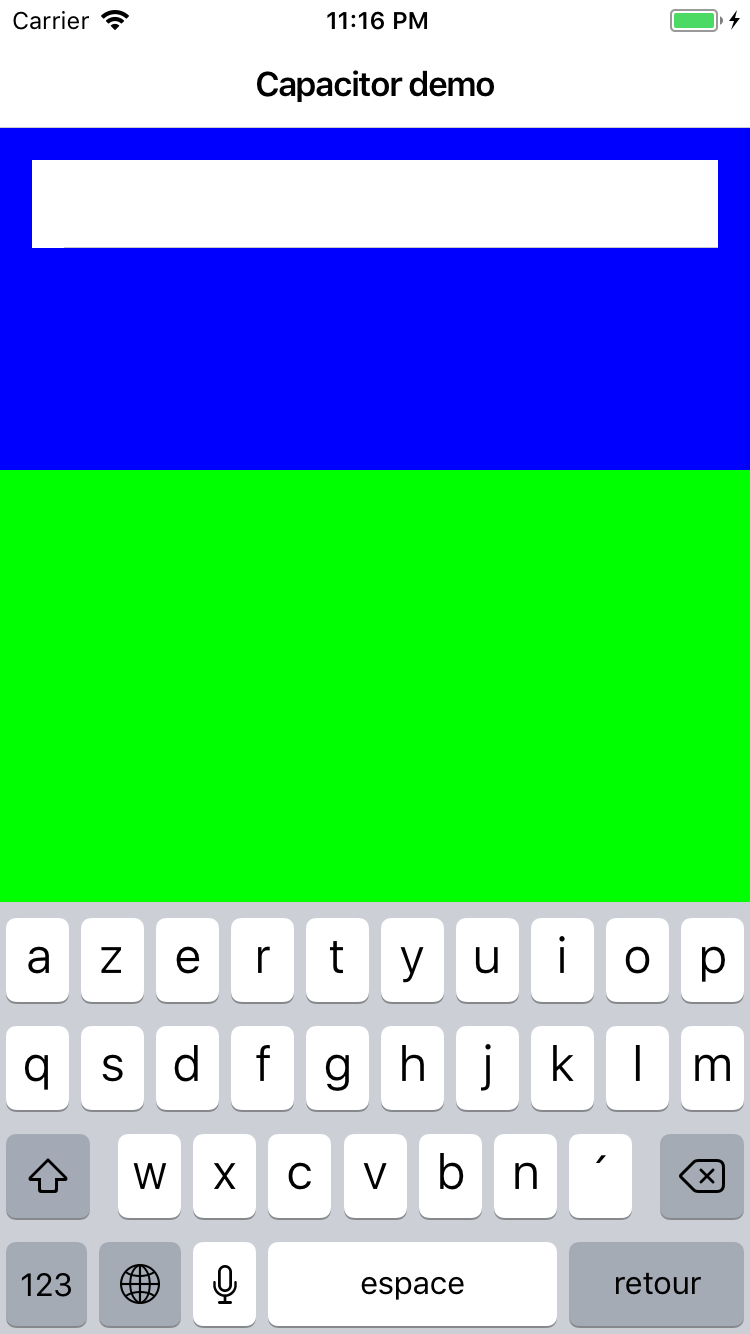 Carrier 11:16 PM
Capacitor demo
a z e r t y u i o p
q s d f g h j k l m
w x c v b n ´
123 espace retour